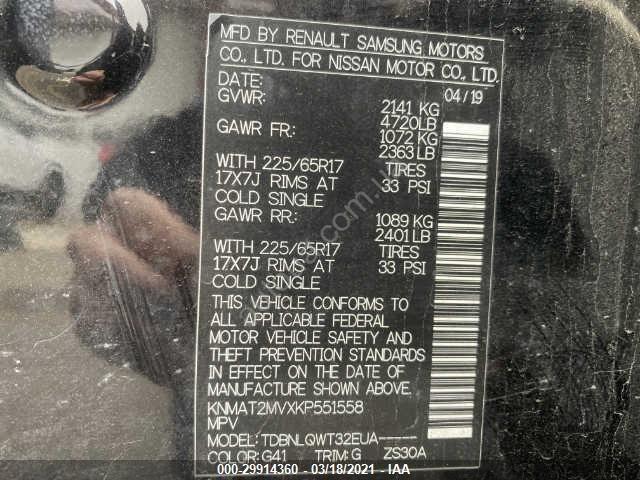 MFD BY RENAULT SAMSUNG MOTORS
CO., LTD. FOR NISSAN MOTOR CO., LTD.
DATE: 04/19
GVWR: 2141 KG
4720LB
GAWR FR: 1072 KG
2363 LB
WITH 225/65R17 TIRES
17X7J RIMS AT 33 PSI
COLD SINGLE
GAWR RR: 1089 KG
2401 LB
WITH 225/65R17 TIRES
17X7J RIMS AT 33 PSI
COLD SINGLE
THIS VEHICLE CONFORMS TO
ALL APPLICABLE FEDERAL
MOTOR VEHICLE SAFETY AND
THEFT PREVENTION STANDARDS
IN EFFECT ON THE DATE OF
MANUFACTURE SHOWN ABOVE.
KNMAT2MVXKP551558
MPV
MODEL: TDBNLQWT32EUA-----
COLOR: G41 TRIM: G ZS30A
000-29914360 - 03/18/2021 - IAA